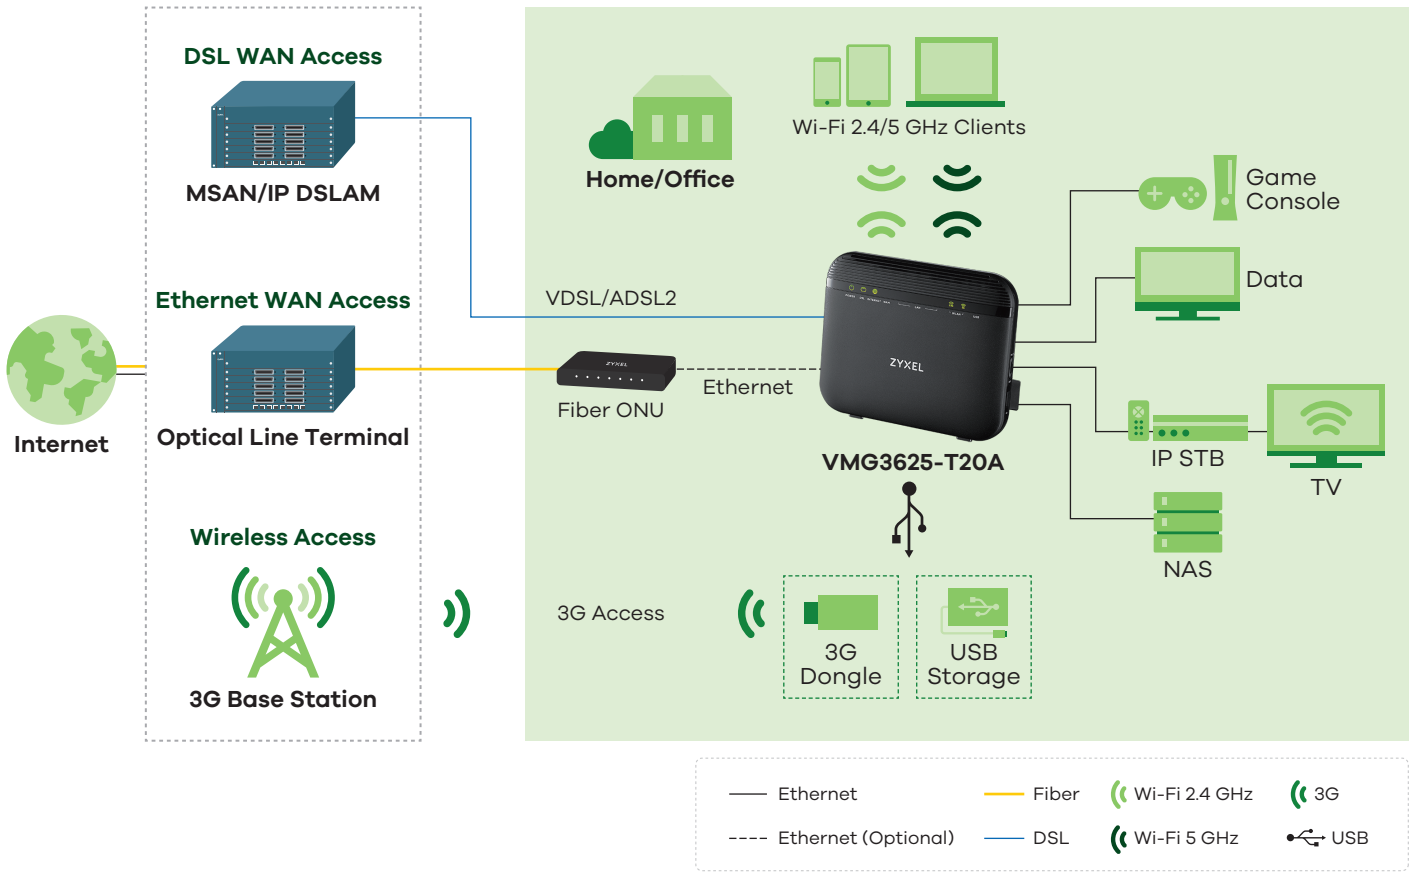 DSL WAN Access
MSAN/IP DSLAM
Ethernet WAN Access
Optical Line Terminal
Internet
Wireless Access
3G Base Station
Home/Office
Wi-Fi 2.4/5 GHz Clients
VDSL/ADSL2
ZYXEL
Fiber ONU
Ethernet
ZYXEL
VMG3625-T20A
Game
Console
Data
IP STB
TV
NAS
3G Access
3G
Dongle
USB
Storage
Ethernet
Fiber
Wi-Fi 2.4 GHz
3G
Ethernet (Optional)
DSL
Wi-Fi 5 GHz
USB